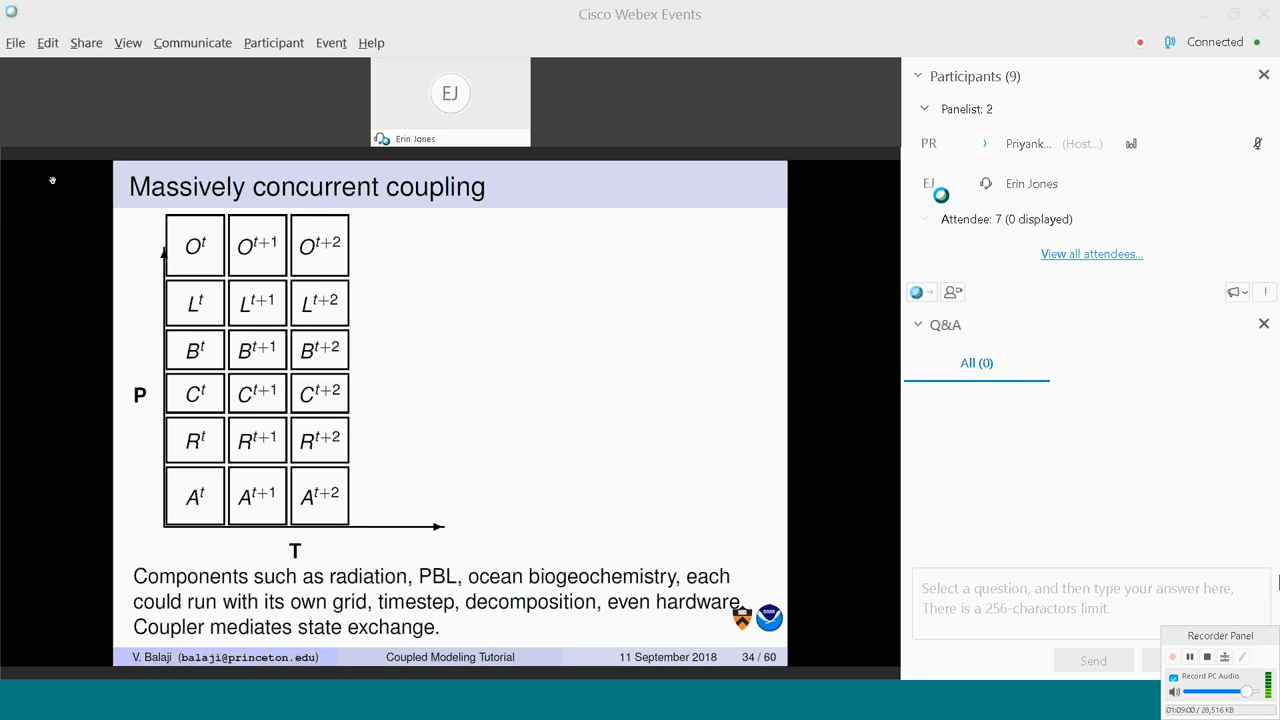 Cisco Webex Events
File Edit Share View Communicate Participant Event Help
Connected
EJ
Erin Jones
Massively concurrent coupling
O^t O^{t+1} O^{t+2}
L^t L^{t+1} L^{t+2}
B^t B^{t+1} B^{t+2}
P
C^t C^{t+1} C^{t+2}
R^t R^{t+1} R^{t+2}
A^t A^{t+1} A^{t+2}
T
Components such as radiation, PBL, ocean biogeochemistry, each
could run with its own grid, timestep, decomposition, even hardware.
Coupler mediates state exchange.
V. Balaji (balaji@princeton.edu) Coupled Modeling Tutorial 11 September 2018 34 / 60
Participants (9)
Panelist: 2
PR Priyank... (Host...)
EJ Erin Jones
Attendee: 7 (0 displayed)
View all attendees...
Q&A
All (0)
Select a question, and then type your answer here,
There is a 256-charactors limit.
Send
Recorder Panel
Record PC Audio
01:09:00 / 28,516 KB